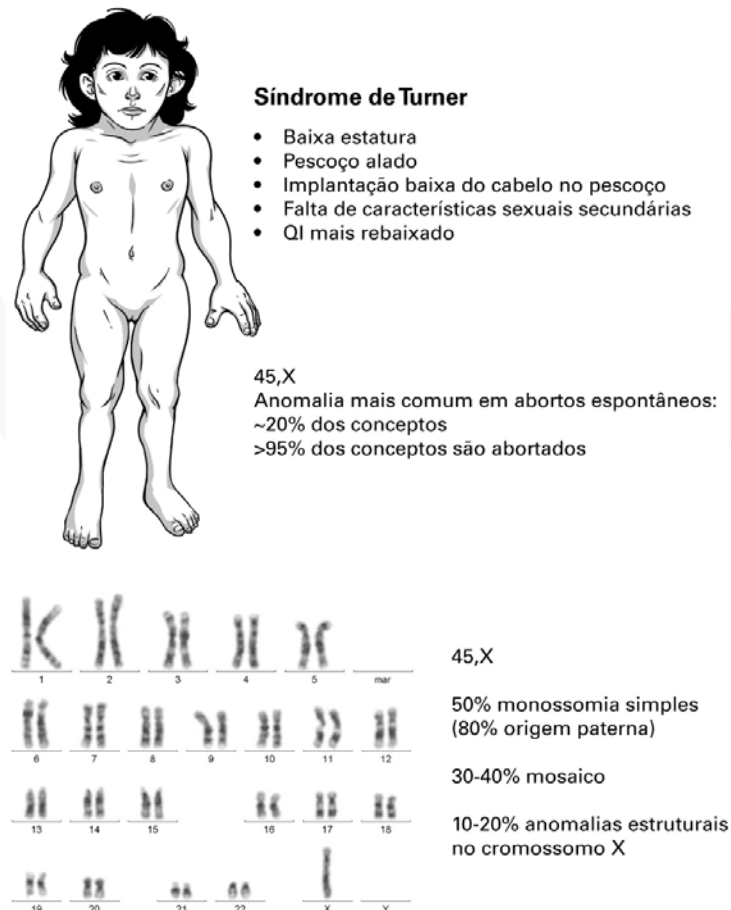 Síndrome de Turner
• Baixa estatura
• Pescoço alado
• Implantação baixa do cabelo no pescoço
• Falta de características sexuais secundárias
• QI mais rebaixado
45,X
Anomalia mais comum em abortos espontâneos:
~20% dos conceptos
>95% dos conceptos são abortados
1 2 3 4 5 mar
6 7 8 9 10 11 12
13 14 15 16 17 18
19 20 21 22 X Y
45,X
50% monossomia simples
(80% origem paterna)
30-40% mosaico
10-20% anomalias estruturais
no cromossomo X